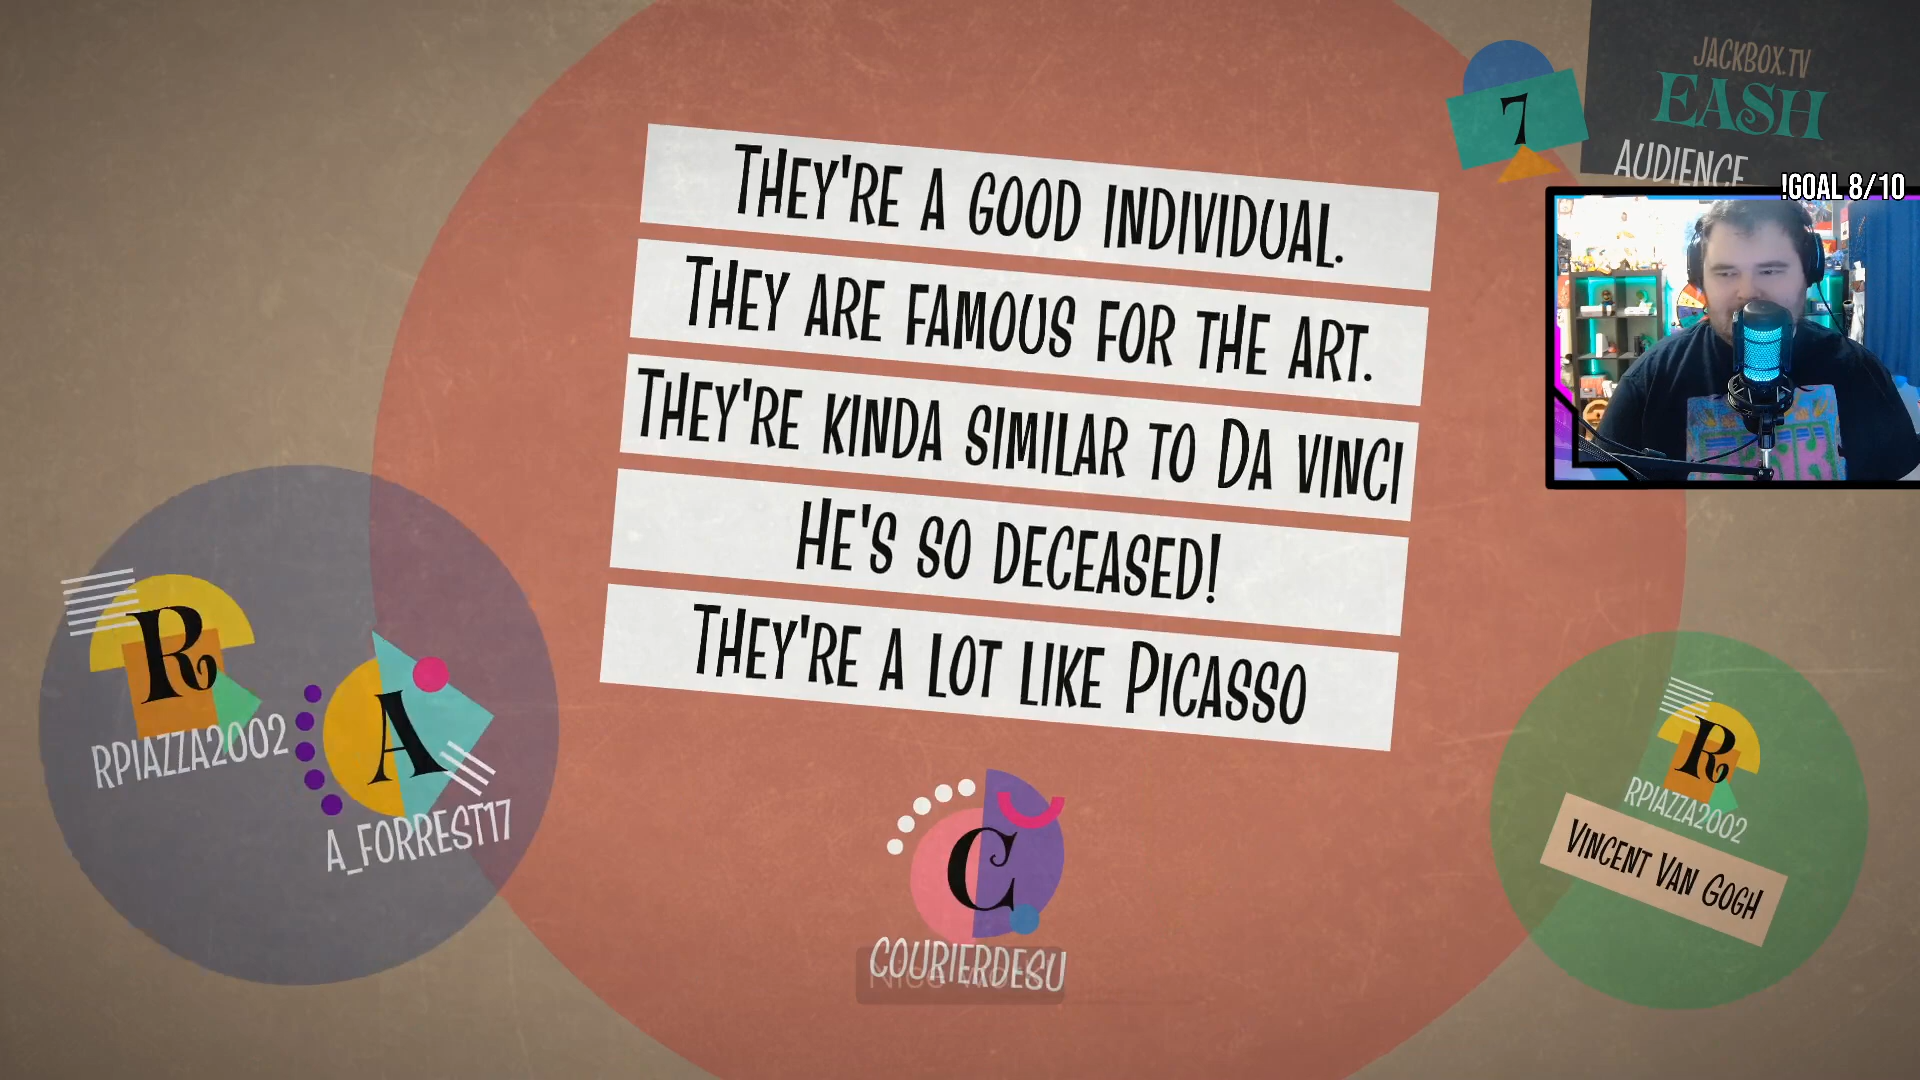 JACKBOX.TV
EASH
AUDIENCE
7
!GOAL 8/10
THEY'RE A GOOD INDIVIDUAL.
THEY ARE FAMOUS FOR THE ART.
THEY'RE KINDA SIMILAR TO DA VINCI
HE'S SO DECEASED!
THEY'RE A LOT LIKE PICASSO
R
RPIAZZA2002
A
A_FORREST17
C
COURIERDESU
R
RPIAZZA2002
VINCENT VAN GOGH